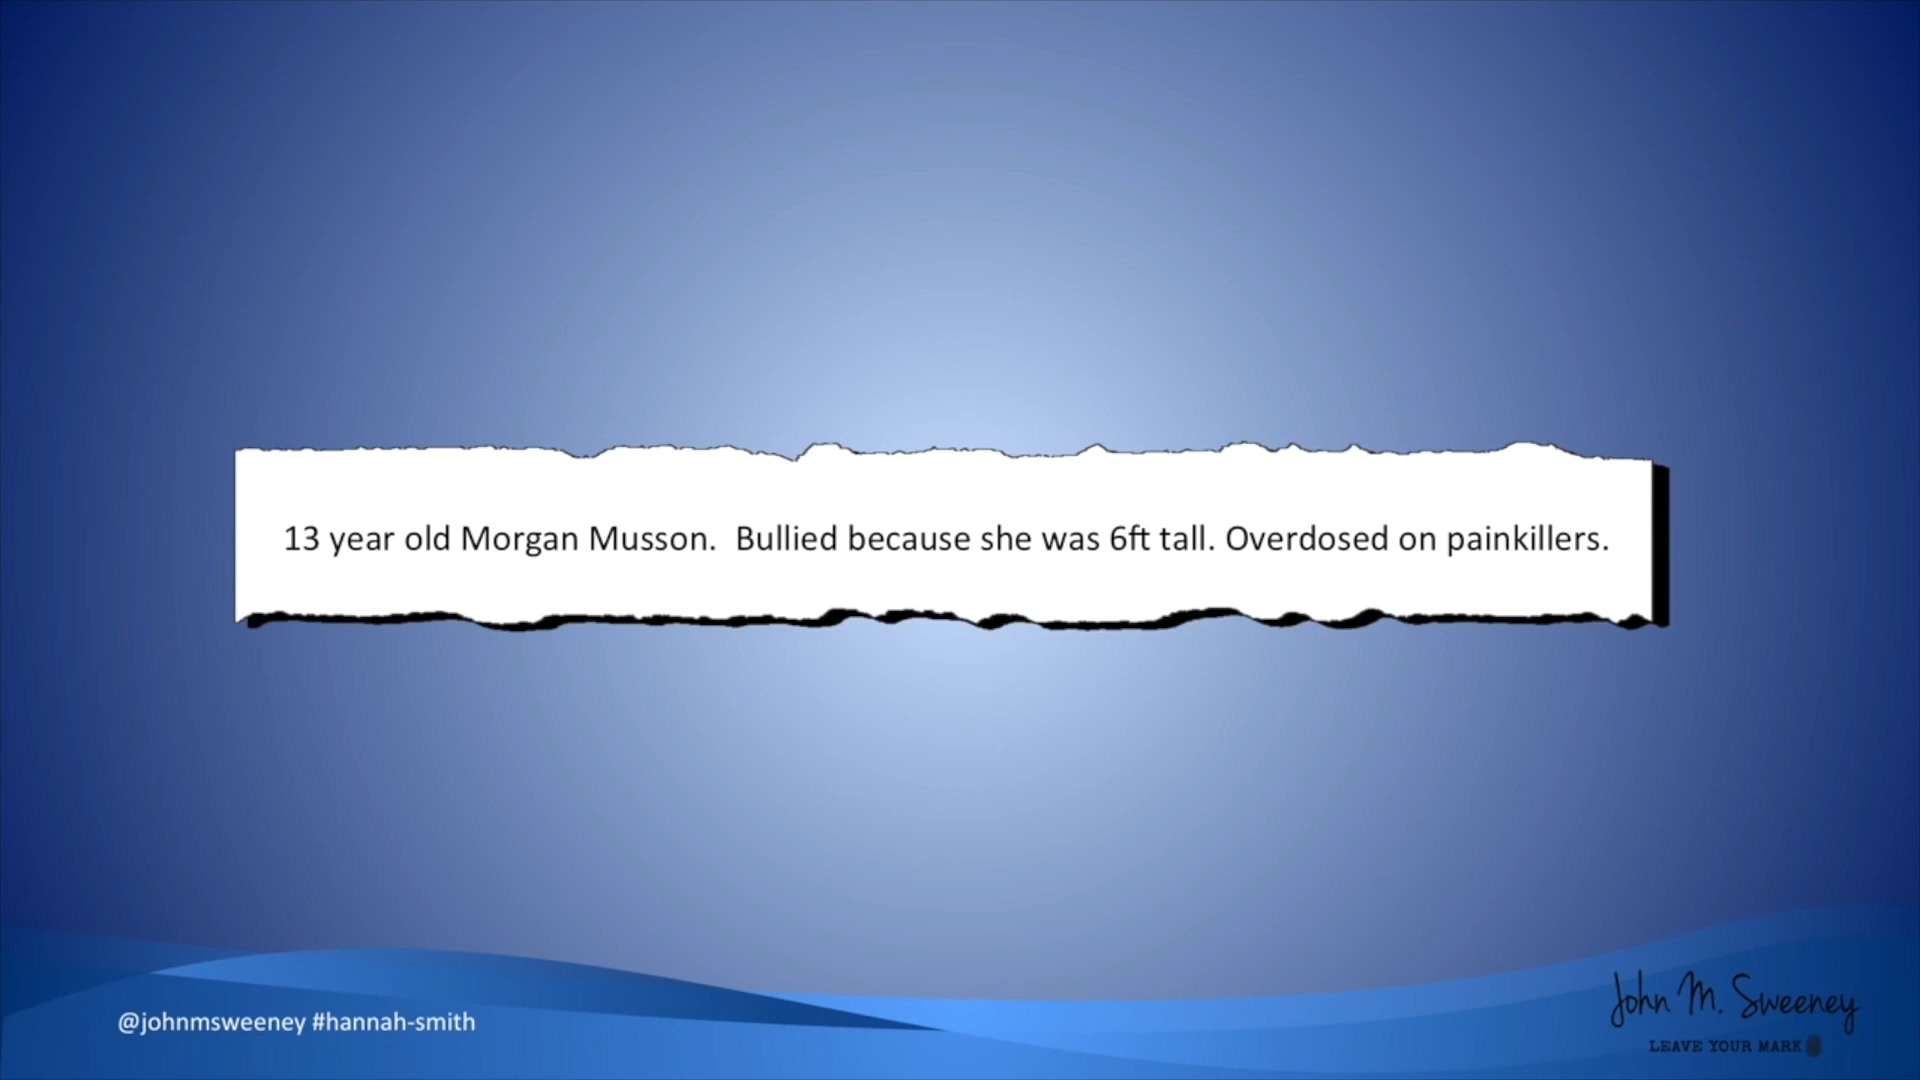 13 year old Morgan Musson.  Bullied because she was 6ft tall. Overdosed on painkillers.
@johnmsweeney #hannah-smith
John M. Sweeney
LEAVE YOUR MARK